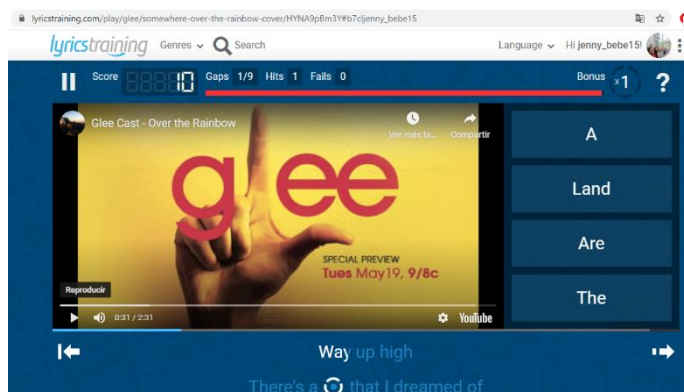 lyricstraining.com/play/glee/somewhere-over-the-rainbow-cover/HYNA9pBm3Y#b7c!jenny_bebe15
lyricstraining Genres Search Language Hi jenny_bebe15!
Score 10 Gaps 1/9 Hits 1 Fails 0 Bonus x1 ?
Glee Cast - Over the Rainbow
Ver más ta... Compartir
glee
SPECIAL PREVIEW
Tues May19, 9/8c
Reproducir
0:31 / 2:31 YouTube
A
Land
Are
The
Way up high
There's a that I dreamed of